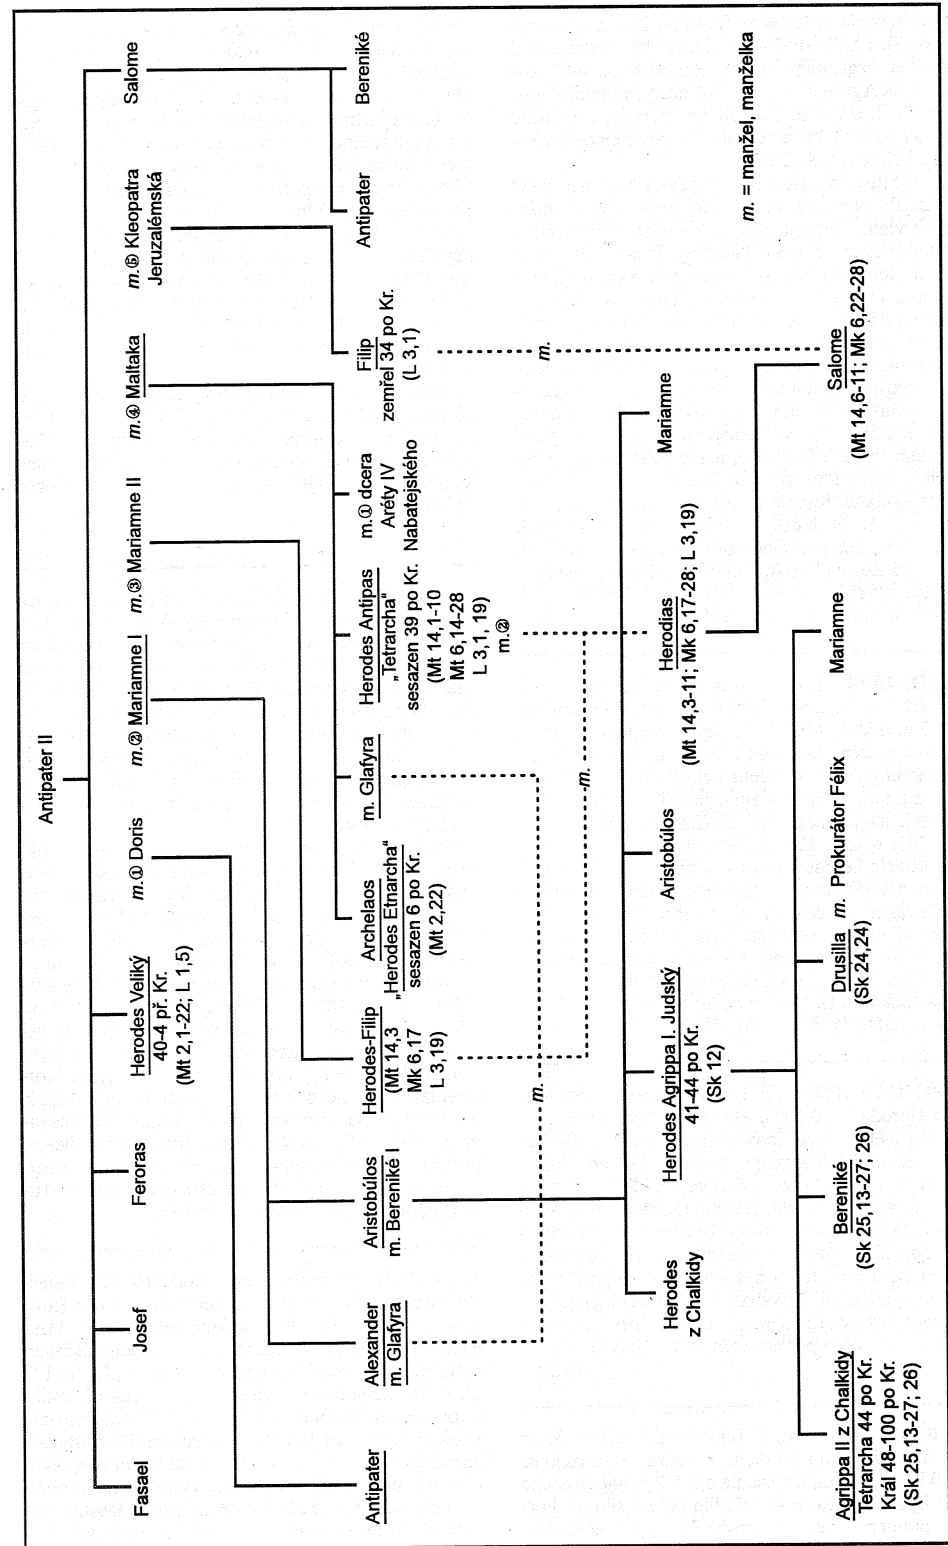 Antipater II
Fasael
Josef
Feroras
Herodes Veliký
40-4 př. Kr.
(Mt 2,1-22; L 1,5)
m.① Doris
m.② Mariamne I
m.③ Mariamne II
m.④ Maltaka
m.⑤ Kleopatra
Jeruzalémská
Salome
Antipater
Alexander
m. Glafyra
Aristobúlos
m. Bereniké I
Herodes-Filip
(Mt 14,3
Mk 6,17
L 3,19)
Archelaos
„Herodes Etnarcha“
sesazen 6 po Kr.
(Mt 2,22)
m. Glafyra
Herodes Antipas
„Tetrarcha“
sesazen 39 po Kr.
(Mt 14,1-10
Mt 6,14-28
L 3,1, 19)
m.②
m.① dcera
Aréty IV
Nabatejského
Filip
zemřel 34 po Kr.
(L 3,1)
Antipater
Bereniké
m.
m.
m.
Herodes
z Chalkidy
Herodes Agrippa I. Judský
41-44 po Kr.
(Sk 12)
Aristobúlos
Herodias
(Mt 14,3-11; Mk 6,17-28; L 3,19)
Mariamne
Agrippa II z Chalkidy
Tetrarcha 44 po Kr.
Král 48-100 po Kr.
(Sk 25,13-27; 26)
Bereniké
(Sk 25,13-27; 26)
Drusilla m. Prokurátor Félix
(Sk 24,24)
Mariamne
Salome
(Mt 14,6-11; Mk 6,22-28)
m. = manžel, manželka